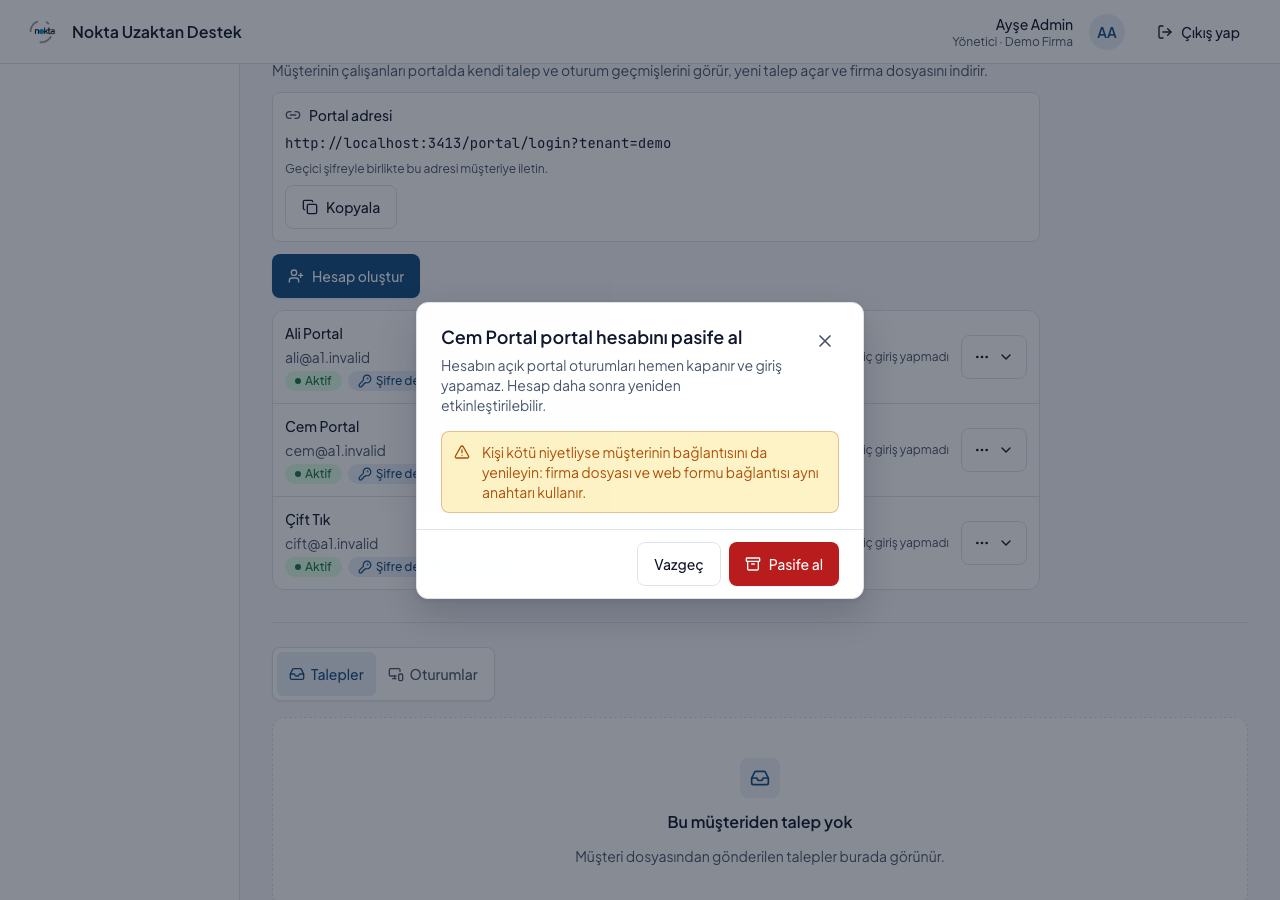 nokta
Nokta Uzaktan Destek
Ayşe Admin
Yönetici · Demo Firma
AA
Çıkış yap
Müşterinin çalışanları portalda kendi talep ve oturum geçmişlerini görür, yeni talep açar ve firma dosyasını indirir.
Portal adresi
http://localhost:3413/portal/login?tenant=demo
Geçici şifreyle birlikte bu adresi müşteriye iletin.
Kopyala
Hesap oluştur
Ali Portal
ali@a1.invalid
Aktif
Şifre
giriş yapmadı
Cem Portal
cem@a1.invalid
Aktif
Şifre
giriş yapmadı
Çift Tık
cift@a1.invalid
Aktif
Şifre
giriş yapmadı
Cem Portal portal hesabını pasife al
Hesabın açık portal oturumları hemen kapanır ve giriş
yapamaz. Hesap daha sonra yeniden
etkinleştirilebilir.
Kişi kötü niyetliyse müşterinin bağlantısını da
yenileyin: firma dosyası ve web formu bağlantısı aynı
anahtarı kullanır.
Vazgeç
Pasife al
Talepler
Oturumlar
Bu müşteriden talep yok
Müşteri dosyasından gönderilen talepler burada görünür.